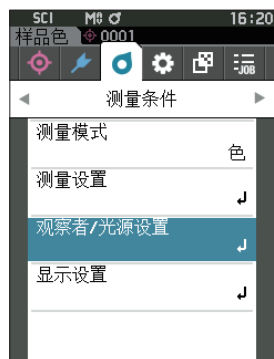 SCI M⊘ ♂ 16:20
样品色 0001
JOB
测量条件
测量模式
色
测量设置
观察者/光源设置
显示设置